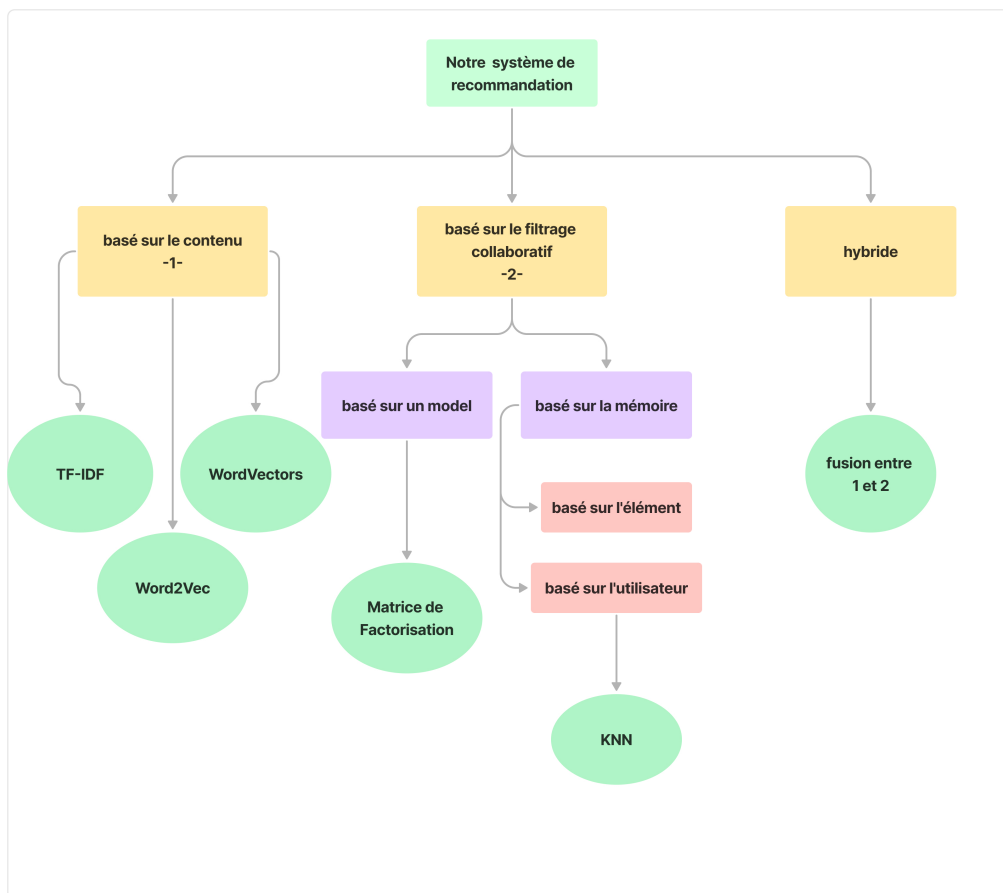 Notre système de
recommandation
basé sur le contenu
-1-
basé sur le filtrage
collaboratif
-2-
hybride
basé sur un model
basé sur la mémoire
TF-IDF
WordVectors
fusion entre
1 et 2
basé sur l'élément
Word2Vec
basé sur l'utilisateur
Matrice de
Factorisation
KNN